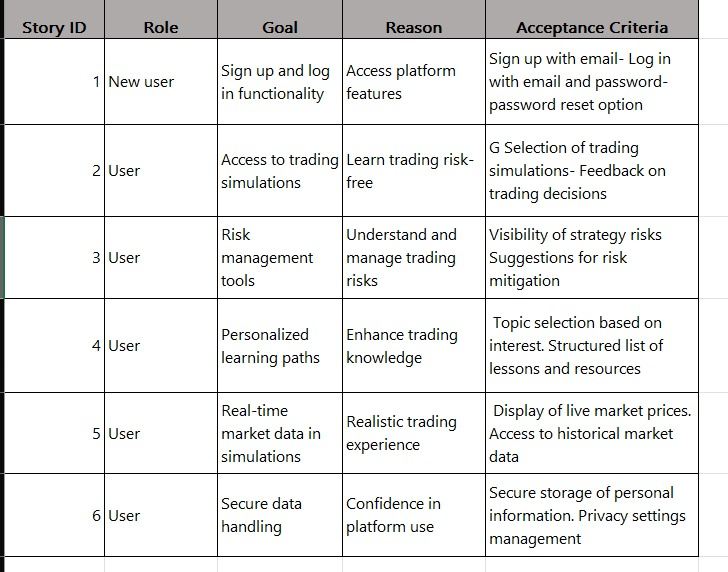 Story ID Role Goal Reason Acceptance Criteria
1 New user
Sign up and log
in functionality
Access platform
features
Sign up with email- Log in
with email and password-
password reset option
2 User
Access to trading
simulations
Learn trading risk-
free
G Selection of trading
simulations- Feedback on
trading decisions
3 User
Risk
management
tools
Understand and
manage trading
risks
Visibility of strategy risks
Suggestions for risk
mitigation
4 User
Personalized
learning paths
Enhance trading
knowledge
Topic selection based on
interest. Structured list of
lessons and resources
5 User
Real-time
market data in
simulations
Realistic trading
experience
Display of live market prices.
Access to historical market
data
6 User
Secure data
handling
Confidence in
platform use
Secure storage of personal
information. Privacy settings
management